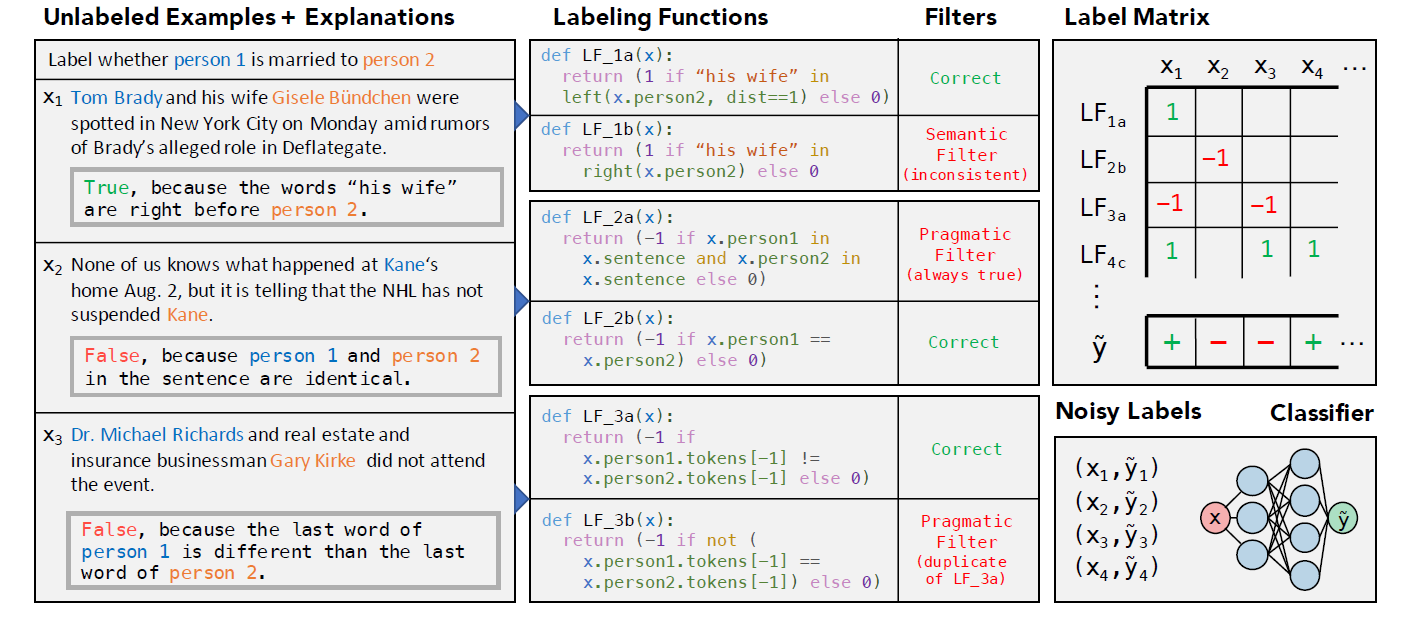 Unlabeled Examples + Explanations
Label whether person 1 is married to person 2
x1 Tom Brady and his wife Gisele Bündchen were
spotted in New York City on Monday amid rumors
of Brady's alleged role in Deflategate.
True, because the words “his wife”
are right before person 2.
x2 None of us knows what happened at Kane‘s
home Aug. 2, but it is telling that the NHL has not
suspended Kane.
False, because person 1 and person 2
in the sentence are identical.
x3 Dr. Michael Richards and real estate and
insurance businessman Gary Kirke did not attend
the event.
False, because the last word of
person 1 is different than the last
word of person 2.
Labeling Functions
Filters
def LF_1a(x):
return (1 if “his wife” in
left(x.person2, dist==1) else 0)
Correct
def LF_1b(x):
return (1 if “his wife” in
right(x.person2) else 0
Semantic
Filter
(inconsistent)
def LF_2a(x):
return (-1 if x.person1 in
x.sentence and x.person2 in
x.sentence else 0)
Pragmatic
Filter
(always true)
def LF_2b(x):
return (-1 if x.person1 ==
x.person2) else 0)
Correct
def LF_3a(x):
return (-1 if
x.person1.tokens[-1] !=
x.person2.tokens[-1] else 0)
Correct
def LF_3b(x):
return (-1 if not (
x.person1.tokens[-1] ==
x.person2.tokens[-1]) else 0)
Pragmatic
Filter
(duplicate
of LF_3a)
Label Matrix
x1 x2 x3 x4 ...
LF1a 1
LF2b −1
LF3a −1 −1
LF4c 1 1 1
⋮
ỹ + − − + ...
Noisy Labels
Classifier
(x1,ỹ1)
(x2,ỹ2)
(x3,ỹ3)
(x4,ỹ4)
x
ỹ